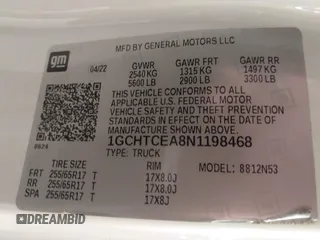 MFD BY GENERAL MOTORS LLC
gm
04/22 GVWR GAWR FRT GAWR RR
2540 KG 1315 KG 1497 KG
5600 LB 2900 LB 3300 LB
THIS VEHICLE CONFORMS TO ALL APPLICABLE
U.S. FEDERAL MOTOR
VEHICLE SAFETY AND THEFT PREVENTION
STANDARDS IN EFFECT ON THE DATE OF
MANUFACTURE SHOWN ABOVE.
1GCHTCEA8N1198468
TYPE: TRUCK
MODEL: 8812N53
TIRE SIZE RIM
FRT 255/65R17 T 17X8.0J
RR 255/65R17 T 17X8.0J
SP 255/65R17 T 17X8J
DREAMBID